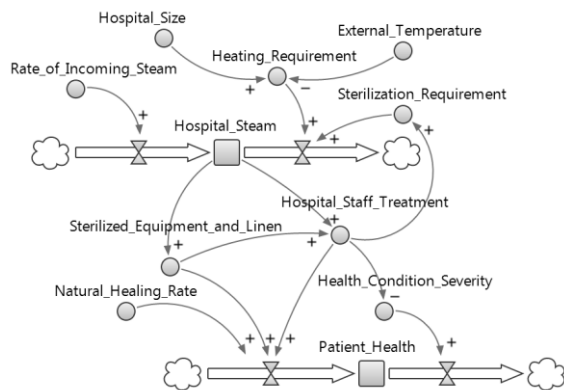 Hospital_Size
External_Temperature
Heating_Requirement
Rate_of_Incoming_Steam
+
−
Sterilization_Requirement
+
+
Hospital_Steam
+
+
Hospital_Staff_Treatment
+
Sterilized_Equipment_and_Linen
+
+
Natural_Healing_Rate
Health_Condition_Severity
−
+
+
+
Patient_Health
+